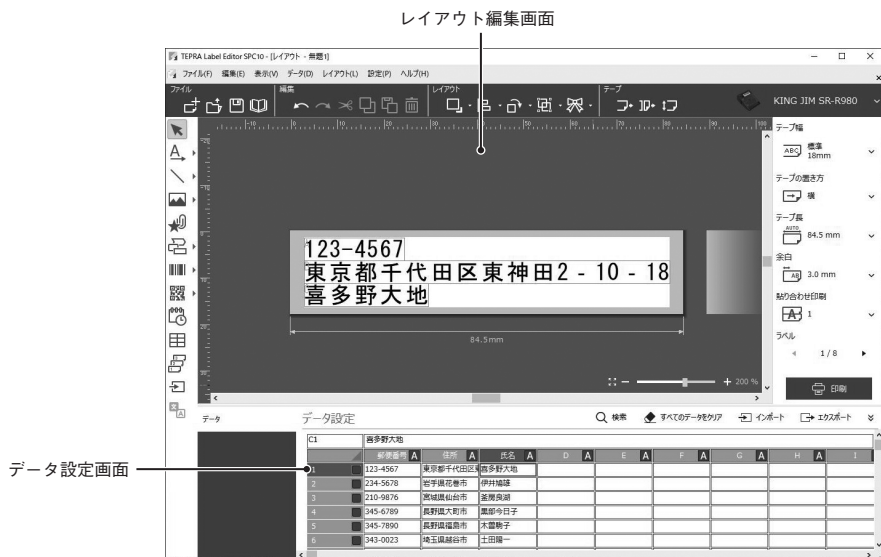 レイアウト編集画面
TEPRA Label Editor SPC10 - [レイアウト - 無題1]
ファイル(F) 編集(E) 表示(V) データ(D) レイアウト(L) 設定(P) ヘルプ(H)
ファイル 編集 レイアウト テープ
KING JIM SR-R980
テープ幅
ABC 標準
18mm
テープの置き方
横
テープ長
AUTO
84.5 mm
余白
AB 3.0 mm
貼り合わせ印刷
A 1
ラベル
1 / 8
印刷
123-4567
東京都千代田区東神田2 - 10 - 18
喜多野大地
84.5mm
200 %
データ
データ設定 検索 すべてのデータをクリア インポート エクスポート
データ設定画面
C1 喜多野大地
郵便番号 A 住所 A 氏名 A D A E A F A G A H A I
1 123-4567 東京都千代田区東 喜多野大地
2 234-5678 岩手県花巻市 伊井鳩雄
3 210-9876 宮城県仙台市 釜房良湖
4 345-6789 長野県大町市 黒部今日子
5 345-7890 長野県福島市 木曽駒子
6 343-0023 埼玉県越谷市 土田陽一